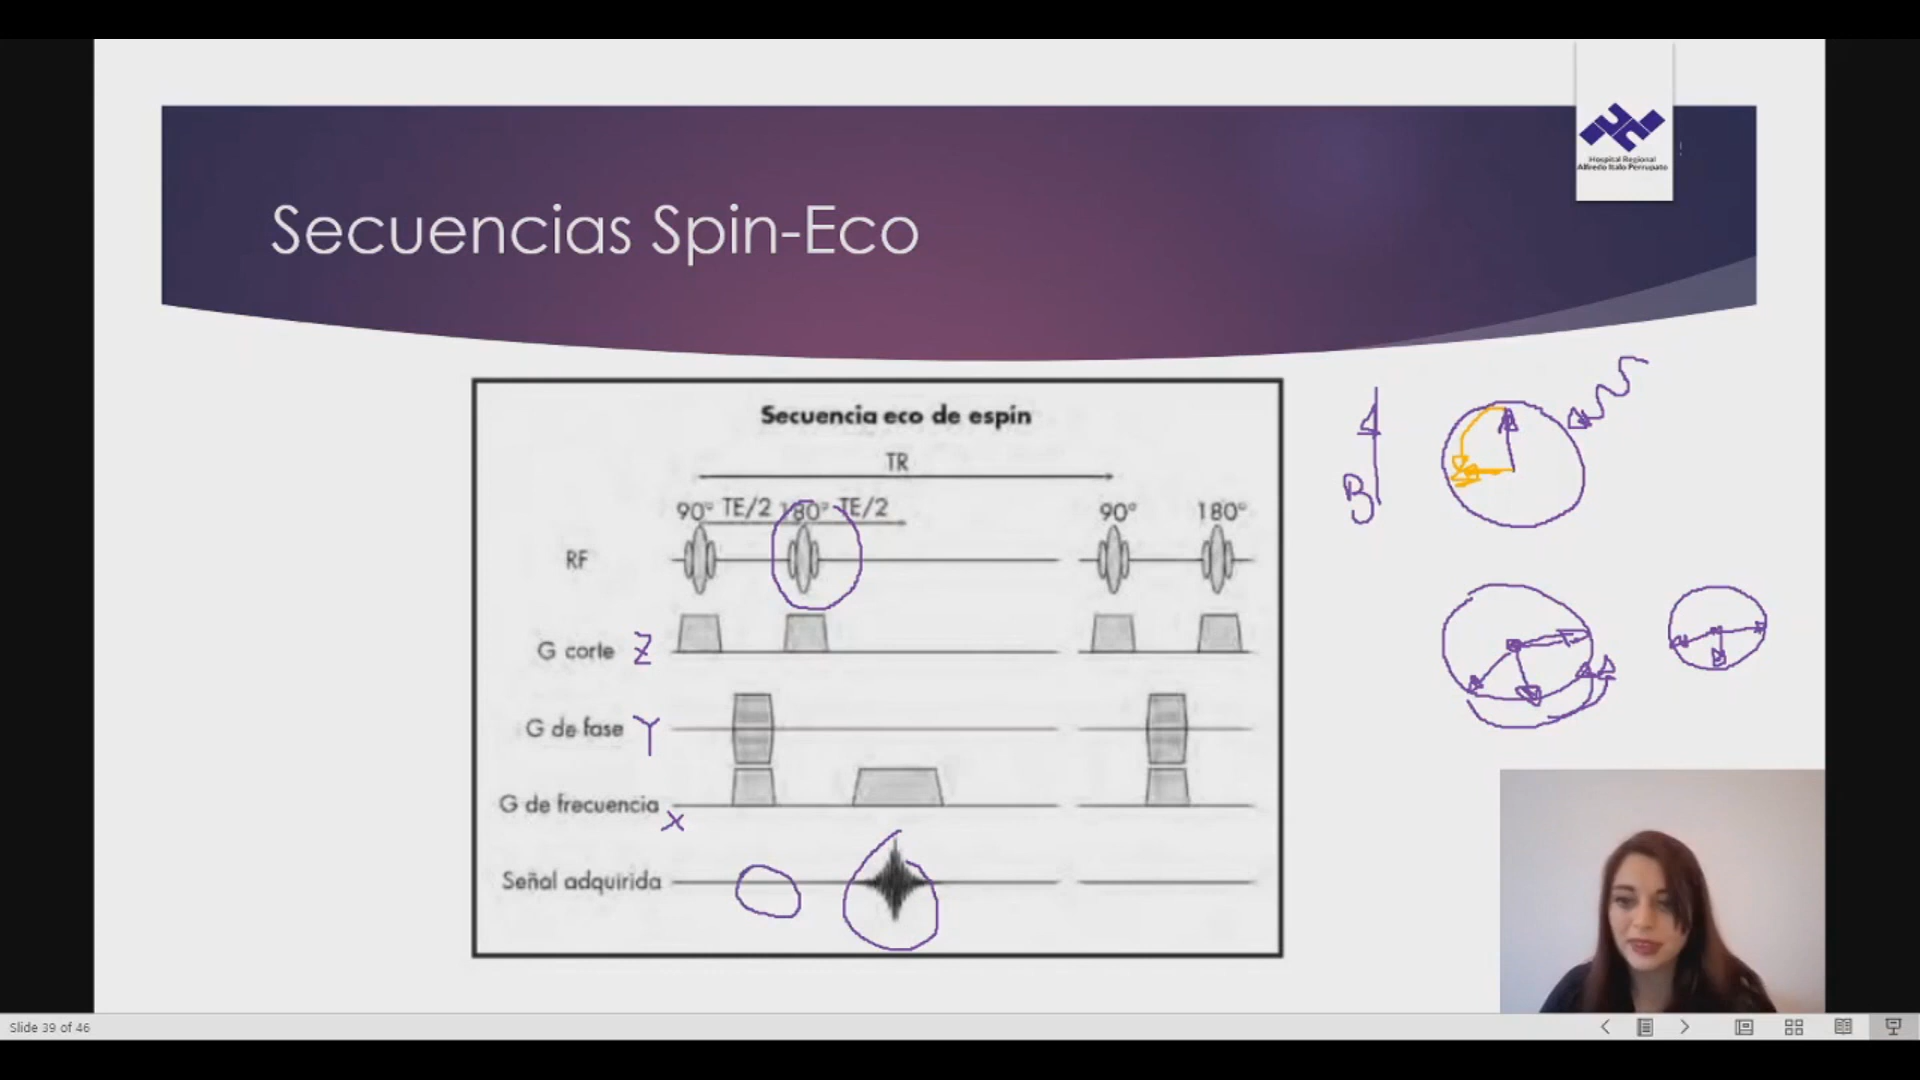 Hospital Regional
Alfredo Italo Perrupato
Secuencias Spin-Eco
Secuencia eco de espín
TR
90° TE/2 180° TE/2 90° 180°
RF
G corte Z
G de fase Y
G de frecuencia x
Señal adquirida
B
Slide 39 of 46